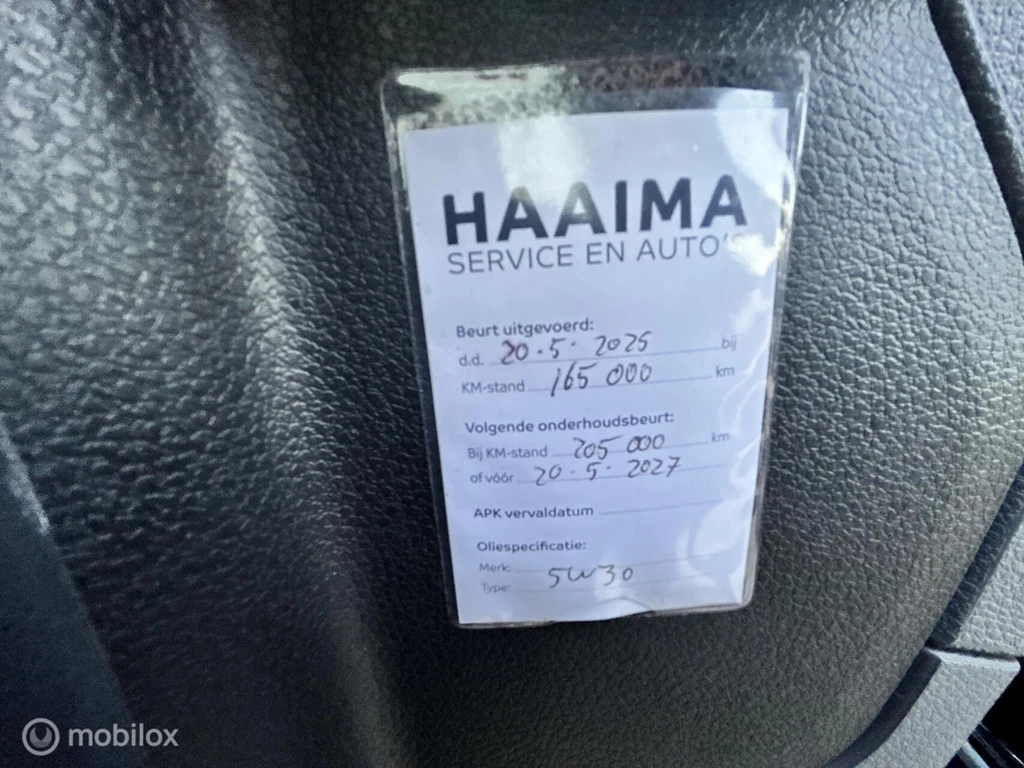 HAAIMA
SERVICE EN AUTO'S
Beurt uitgevoerd:
d.d. 20-5-2025 bij
KM-stand 165 000 km
Volgende onderhoudsbeurt:
Bij KM-stand 205 000 km
of vóór 20-5-2027
APK vervaldatum
Oliespecificatie:
Merk:
Type: 5W30
mobilox